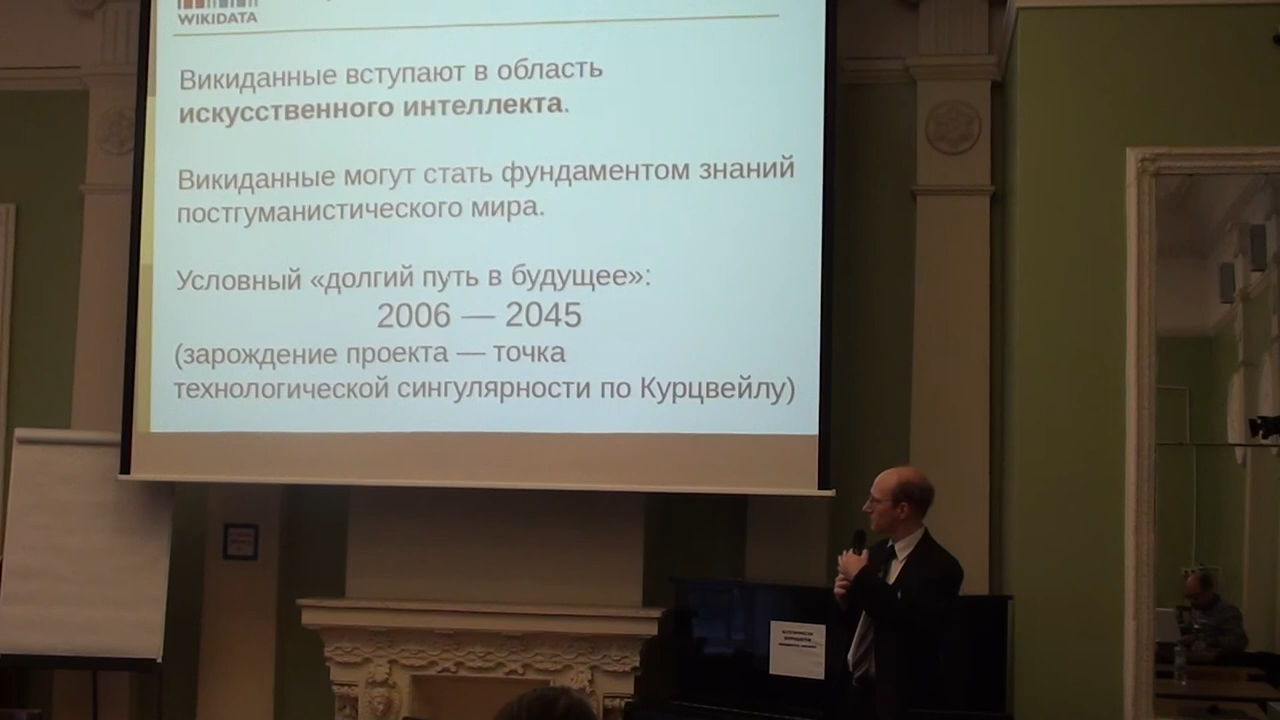 WIKIDATA
Викиданные вступают в область
искусственного интеллекта.
Викиданные могут стать фундаментом знаний
постгуманистического мира.
Условный «долгий путь в будущее»:
2006 — 2045
(зарождение проекта — точка
технологической сингулярности по Курцвейлу)